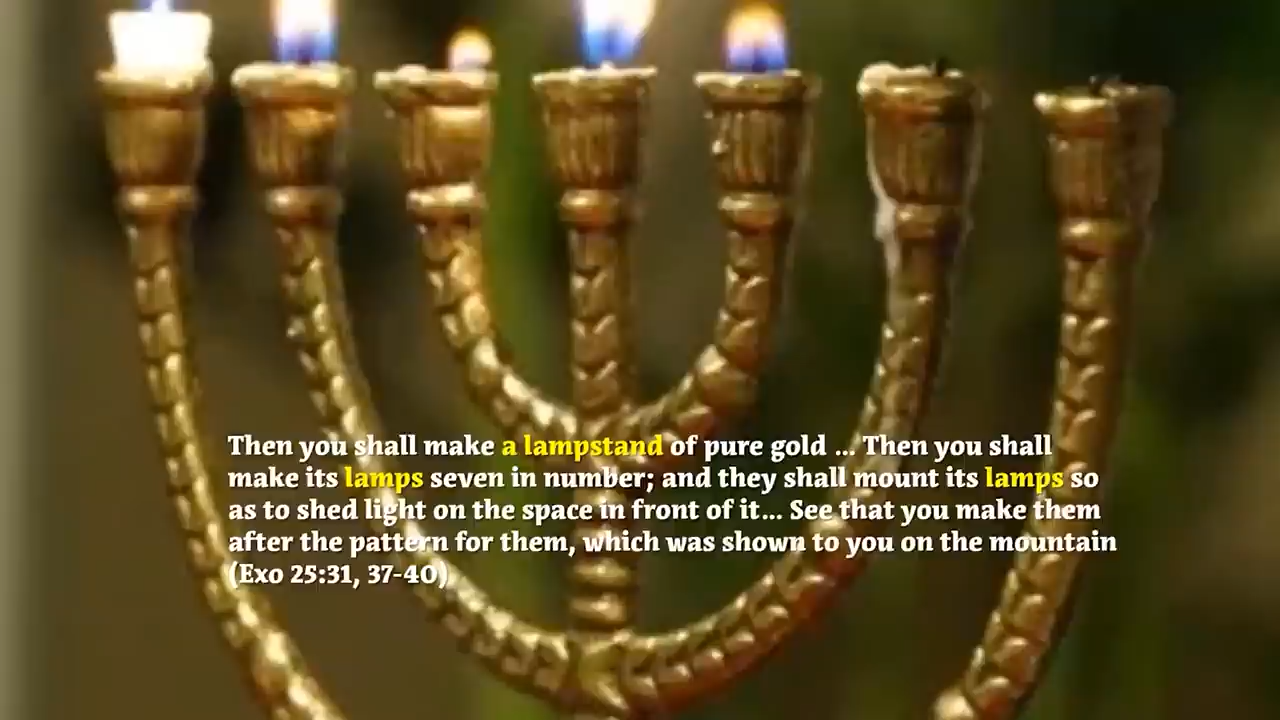 Then you shall make a lampstand of pure gold ... Then you shall
make its lamps seven in number; and they shall mount its lamps so
as to shed light on the space in front of it... See that you make them
after the pattern for them, which was shown to you on the mountain
(Exo 25:31, 37-40)